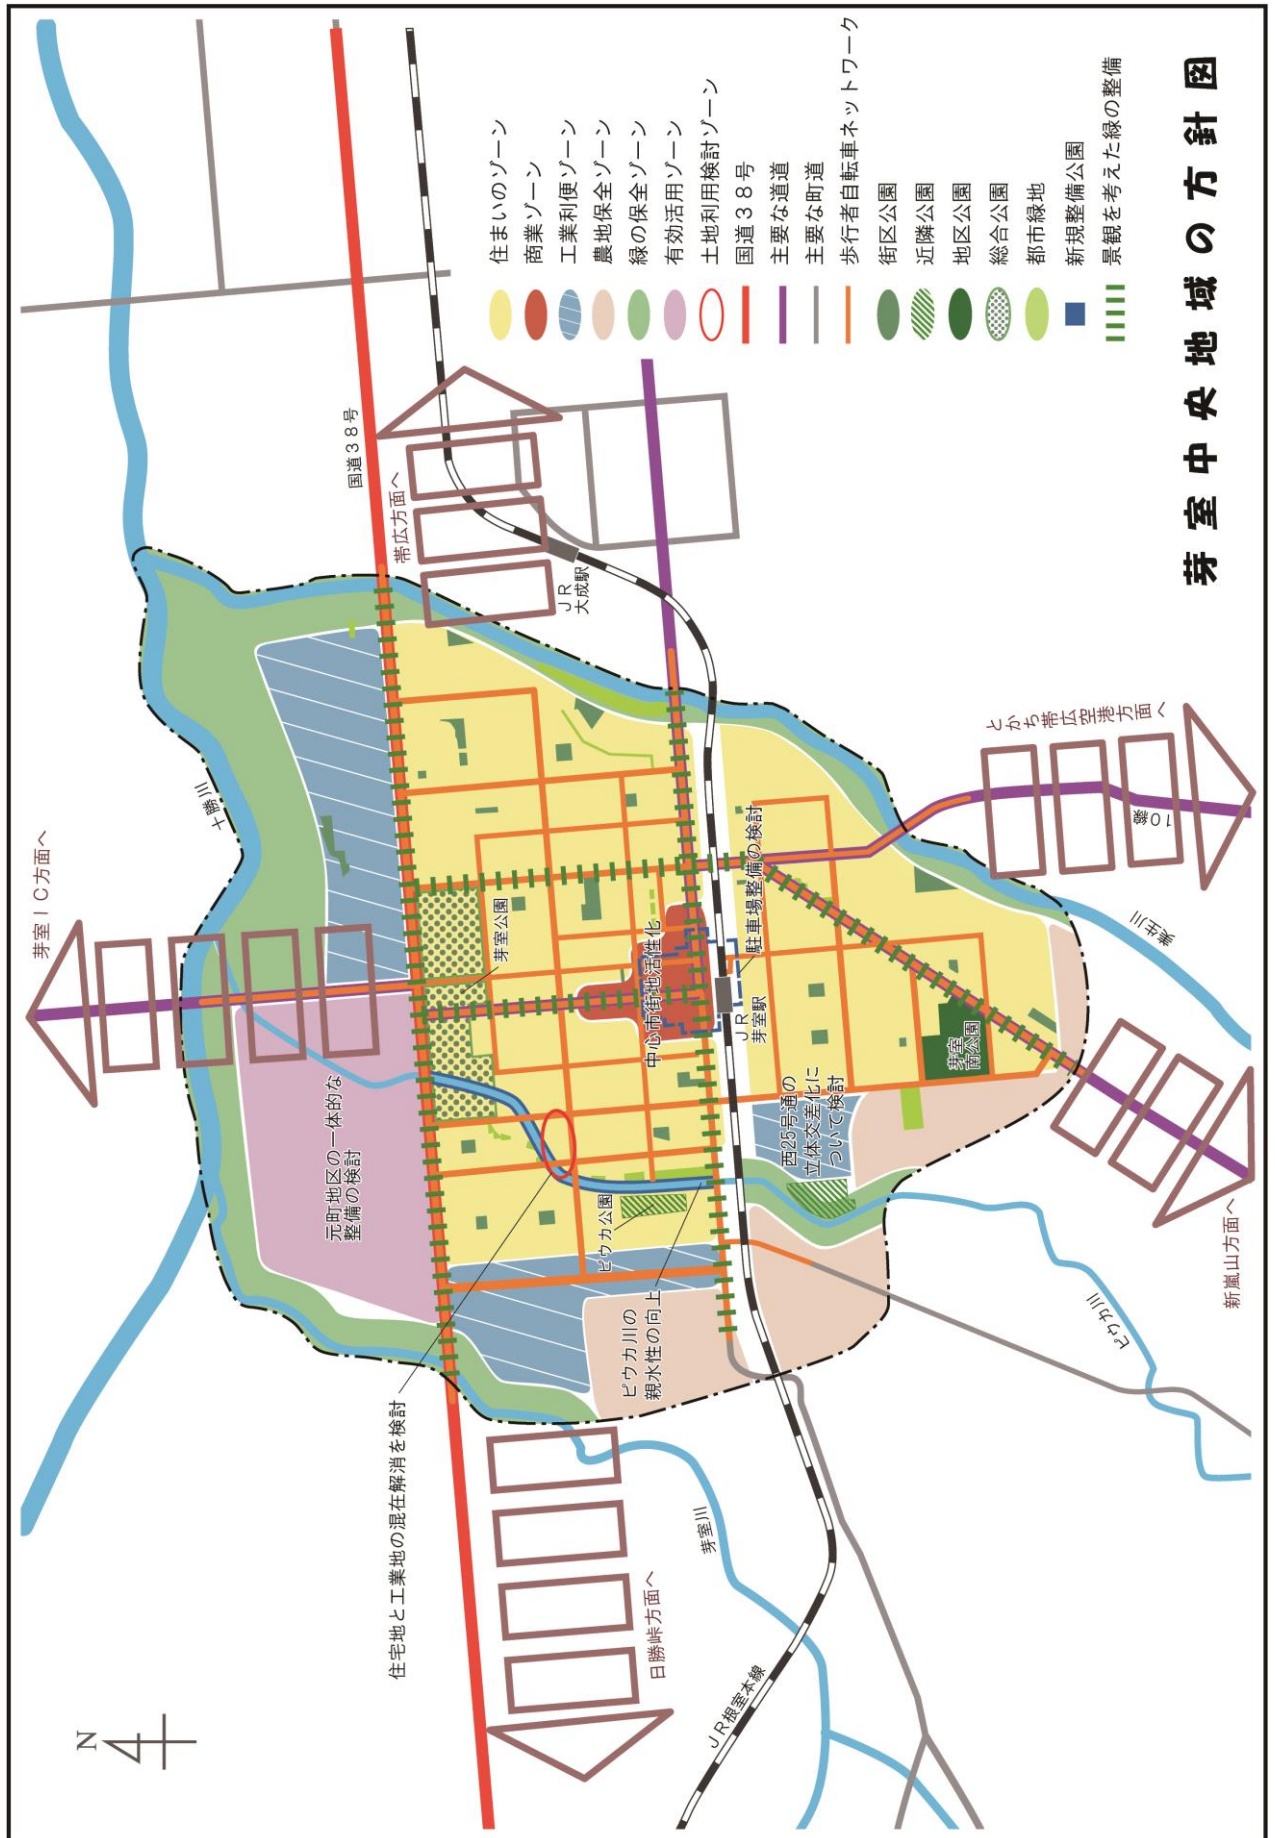 芽室中央地域の方針図
住まいのゾーン
商業ゾーン
工業利便ゾーン
農地保全ゾーン
緑の保全ゾーン
有効活用ゾーン
土地利用検討ゾーン
国道38号
主要な道道
主要な町道
歩行者自転車ネットワーク
街区公園
近隣公園
地区公園
総合公園
都市緑地
新規整備公園
景観を考えた緑の整備
N
芽室IC方面へ
十勝川
国道38号
帯広方面へ
JR
大成駅
元町地区の一体的な
整備の検討
芽室公園
中心市街地活性化
駐車場整備の検討
JR
芽室駅
西25号通の
立体交差化に
ついて検討
芽室
南公園
ピウカ公園
ピウカ川の
親水性の向上
住宅地と工業地の混在解消を検討
日勝峠方面へ
芽室川
JR根室本線
ピウカ川
新嵐山方面へ
美生川
10線
とかち帯広空港方面へ